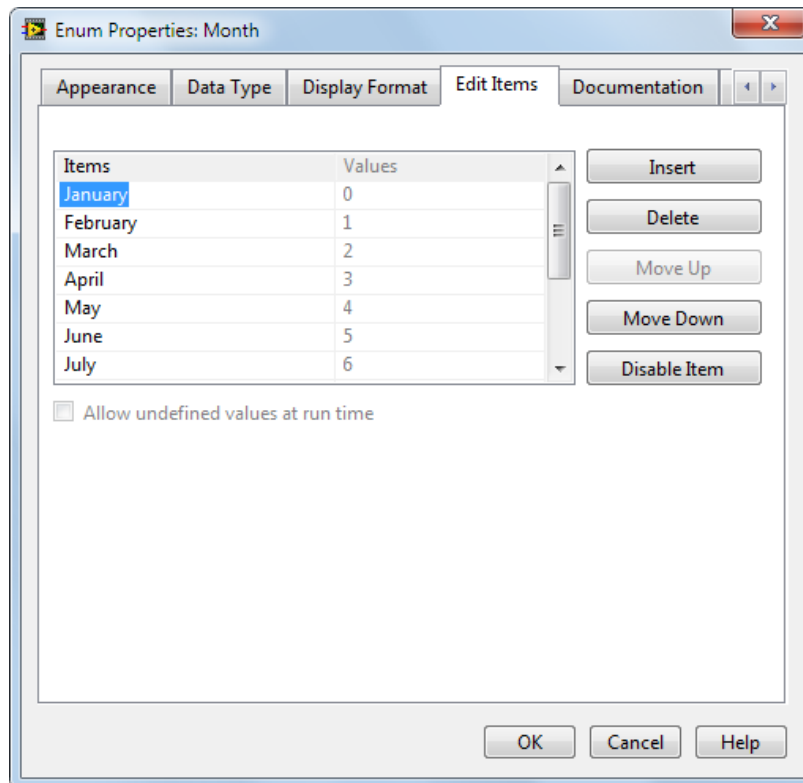 Enum Properties: Month
Appearance Data Type Display Format Edit Items Documentation
Items Values Insert
January 0
February 1 Delete
March 2
April 3 Move Up
May 4 Move Down
June 5
July 6 Disable Item
Allow undefined values at run time
OK Cancel Help